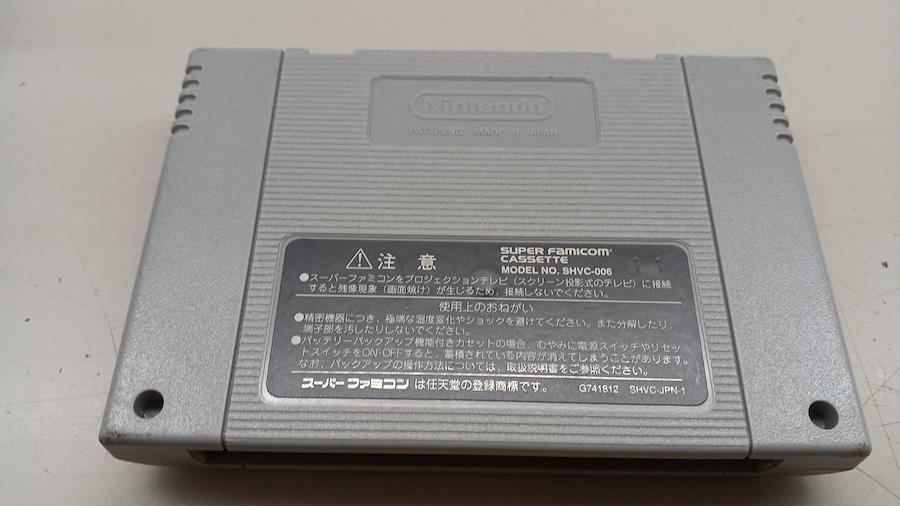 Nintendo
PAT. PEND. MADE IN JAPAN
⚠注意
SUPER FAMICOM
CASSETTE
MODEL NO. SHVC-006
●スーパーファミコンをプロジェクションテレビ(スクリーン投影式のテレビ)に接続
すると残像現象(画面焼け)が生じるため、接続しないでください。
使用上のおねがい
●精密機器につき、極端な温度変化やショックを避けてください。また分解したり、
端子部を汚したりしないでください。
●バッテリーバックアップ機能付きカセットの場合、むやみに電源スイッチやリセッ
トスイッチをON・OFFすると、蓄積されている内容が消えてしまうことがあります。
なお、バックアップの操作方法については、取扱説明書をご参照ください。
スーパーファミコン は任天堂の登録商標です。 G741812 SHVC-JPN-1